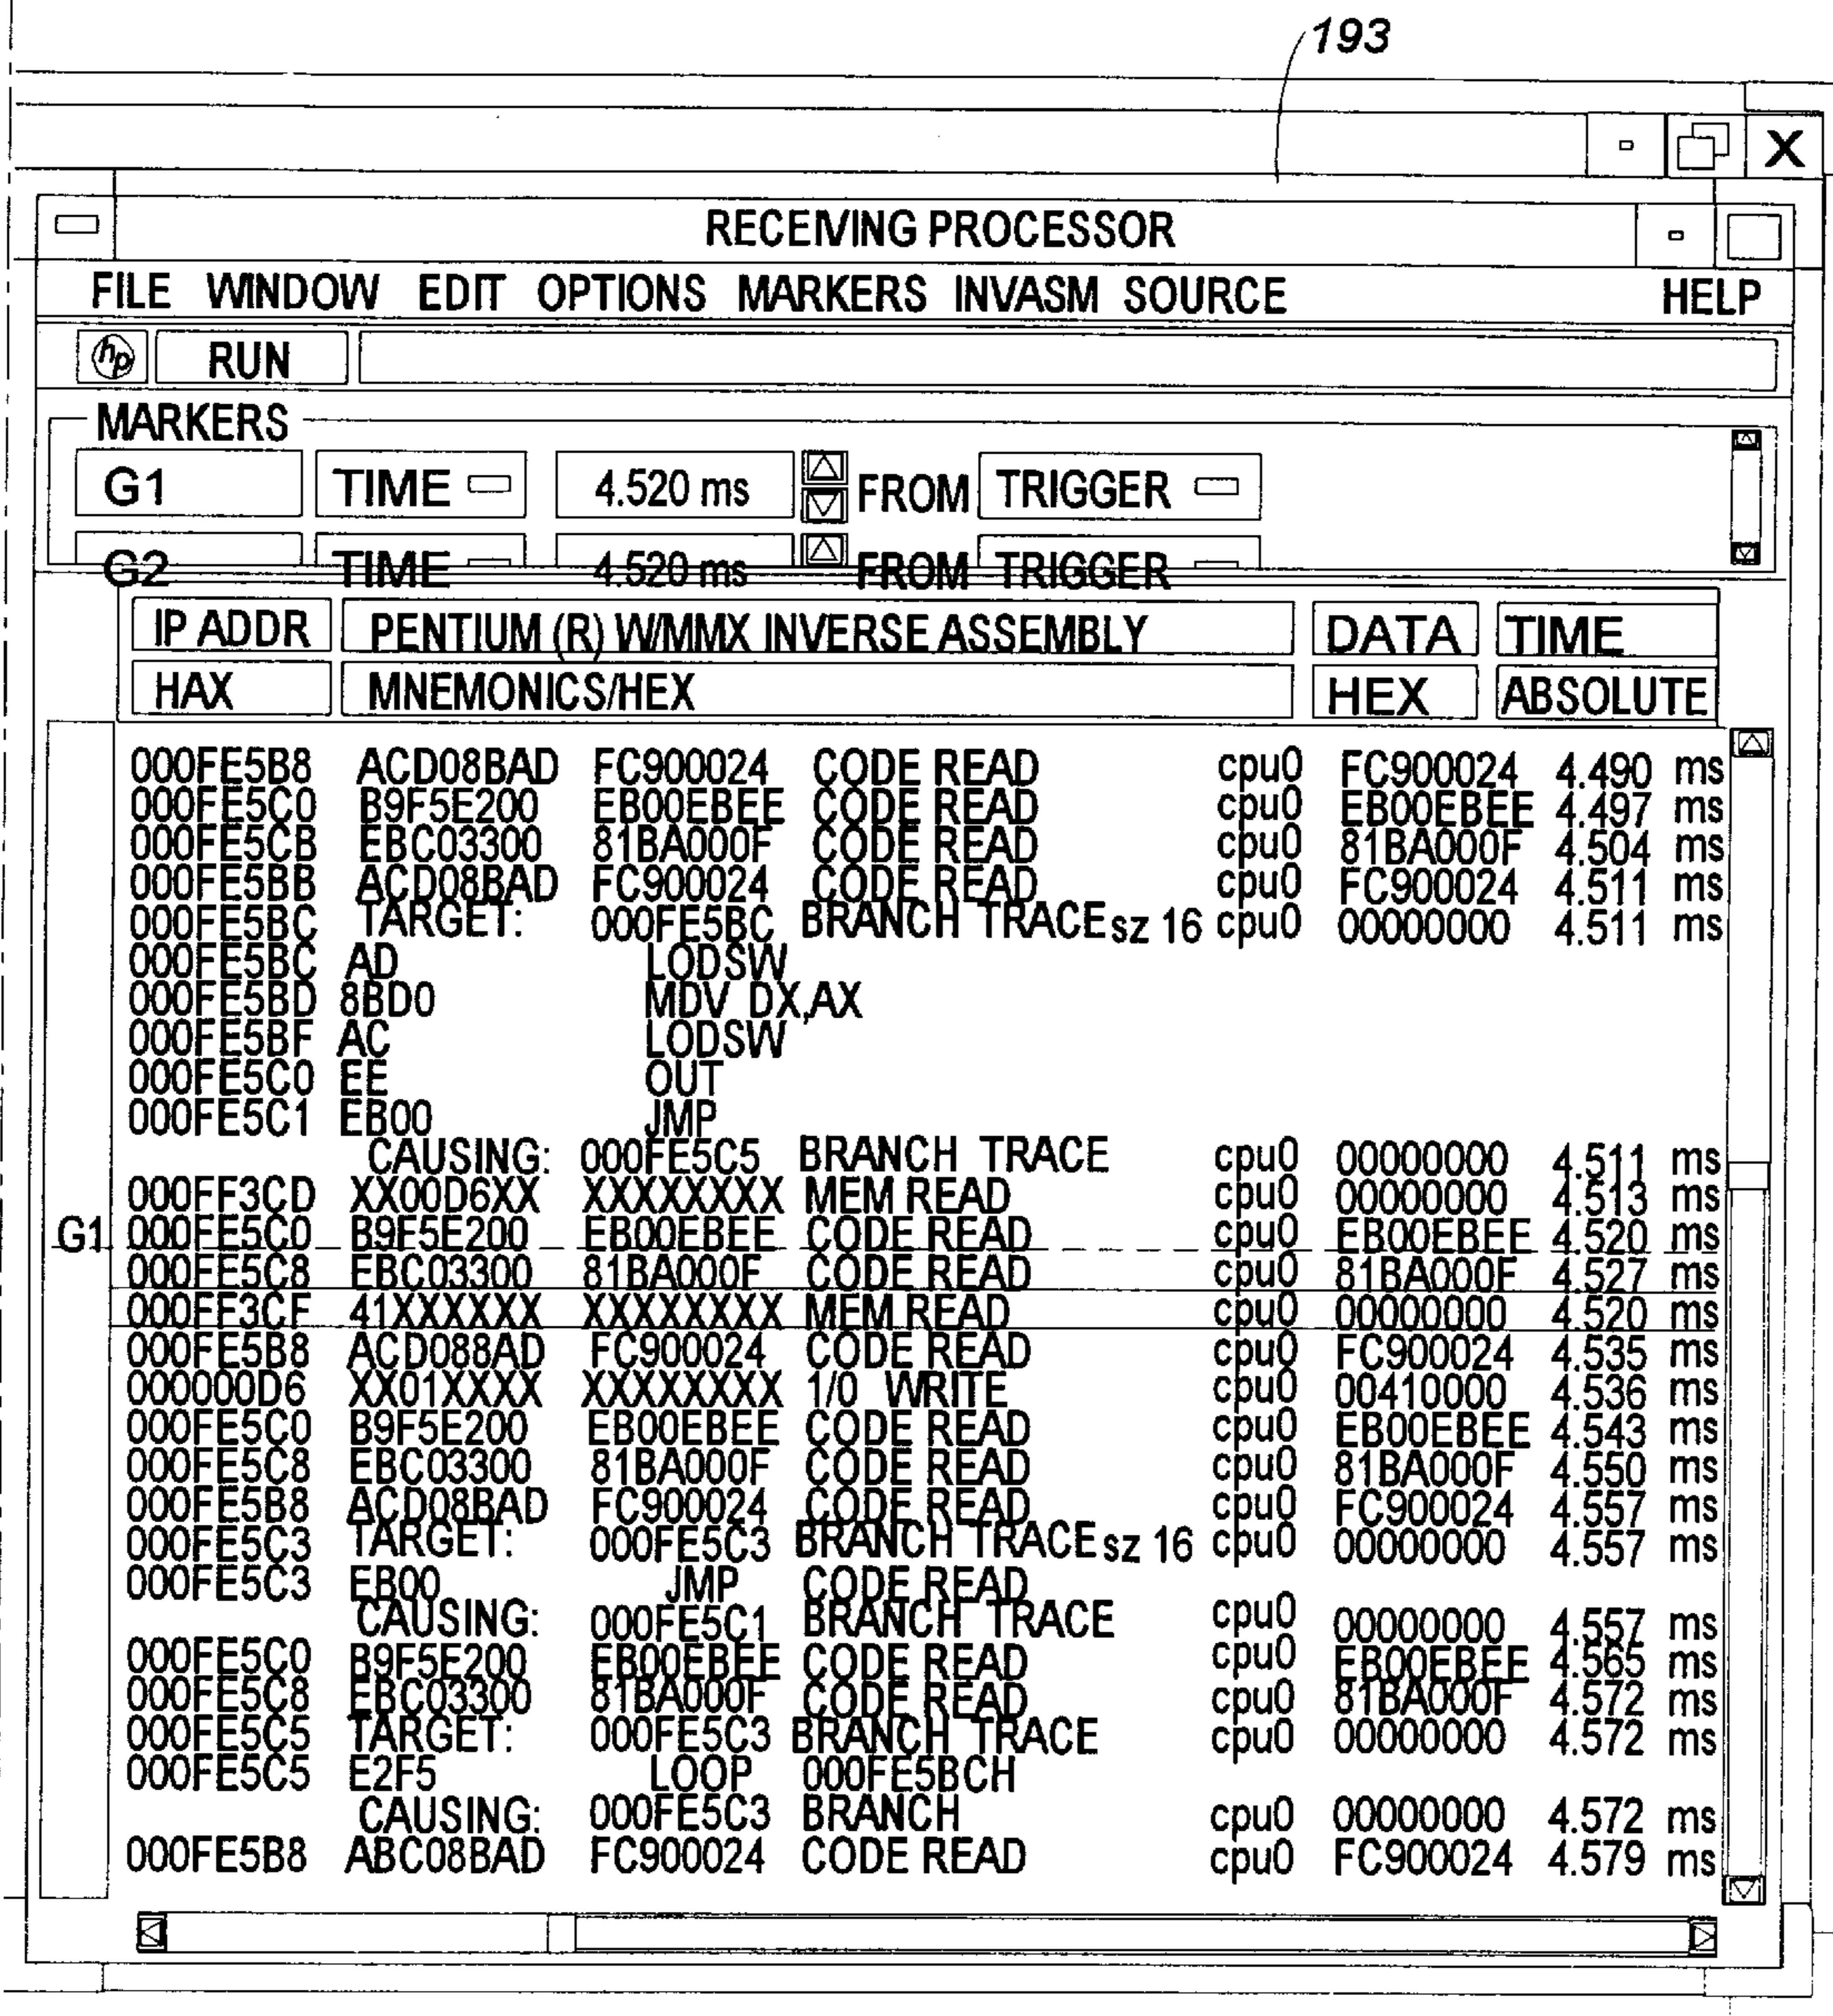 193
X
RECEIVING PROCESSOR
FILE WINDOW EDIT OPTIONS MARKERS INVASM SOURCE HELP
hp RUN
MARKERS
G1 TIME 4.520 ms FROM TRIGGER
G2 TIME 4.520 ms FROM TRIGGER
IP ADDR PENTIUM (R) W/MMX INVERSE ASSEMBLY DATA TIME
HAX MNEMONICS/HEX HEX ABSOLUTE
000FE5B8 ACD08BAD FC900024 CODE READ cpu0 FC900024 4.490 ms
000FE5C0 B9F5E200 EB00EBEE CODE READ cpu0 EB00EBEE 4.497 ms
000FE5CB EBC03300 81BA000F CODE READ cpu0 81BA000F 4.504 ms
000FE5BB ACD08BAD FC900024 CODE READ cpu0 FC900024 4.511 ms
000FE5BC TARGET: 000FE5BC BRANCH TRACE sz 16 cpu0 00000000 4.511 ms
000FE5BC AD LODSW
000FE5BD 8BD0 MDV DX,AX
000FE5BF AC LODSW
000FE5C0 EE OUT
000FE5C1 EB00 JMP
CAUSING: 000FE5C5 BRANCH TRACE cpu0 00000000 4.511 ms
000FF3CD XX00D6XX XXXXXXXX MEM READ cpu0 00000000 4.513 ms
G1 000FE5C0 B9F5E200 EB00EBEE CODE READ cpu0 EB00EBEE 4.520 ms
000FE5C8 EBC03300 81BA000F CODE READ cpu0 81BA000F 4.527 ms
000FF3CF 41XXXXXX XXXXXXXX MEM READ cpu0 00000000 4.520 ms
000FE5B8 ACD088AD FC900024 CODE READ cpu0 FC900024 4.535 ms
000000D6 XX01XXXX XXXXXXXX 1/0 WRITE cpu0 00410000 4.536 ms
000FE5C0 B9F5E200 EB00EBEE CODE READ cpu0 EB00EBEE 4.543 ms
000FE5C8 EBC03300 81BA000F CODE READ cpu0 81BA000F 4.550 ms
000FE5B8 ACD08BAD FC900024 CODE READ cpu0 FC900024 4.557 ms
000FE5C3 TARGET: 000FE5C3 BRANCH TRACE sz 16 cpu0 00000000 4.557 ms
000FE5C3 EB00 JMP CODE READ
CAUSING: 000FE5C1 BRANCH TRACE cpu0 00000000 4.557 ms
000FE5C0 B9F5E200 EB00EBEE CODE READ cpu0 EB00EBEE 4.565 ms
000FE5C8 EBC03300 81BA000F CODE READ cpu0 81BA000F 4.572 ms
000FE5C5 TARGET: 000FE5C3 BRANCH TRACE cpu0 00000000 4.572 ms
000FE5C5 E2F5 LOOP 000FE5BCH
CAUSING: 000FE5C3 BRANCH cpu0 00000000 4.572 ms
000FE5B8 ABC08BAD FC900024 CODE READ cpu0 FC900024 4.579 ms